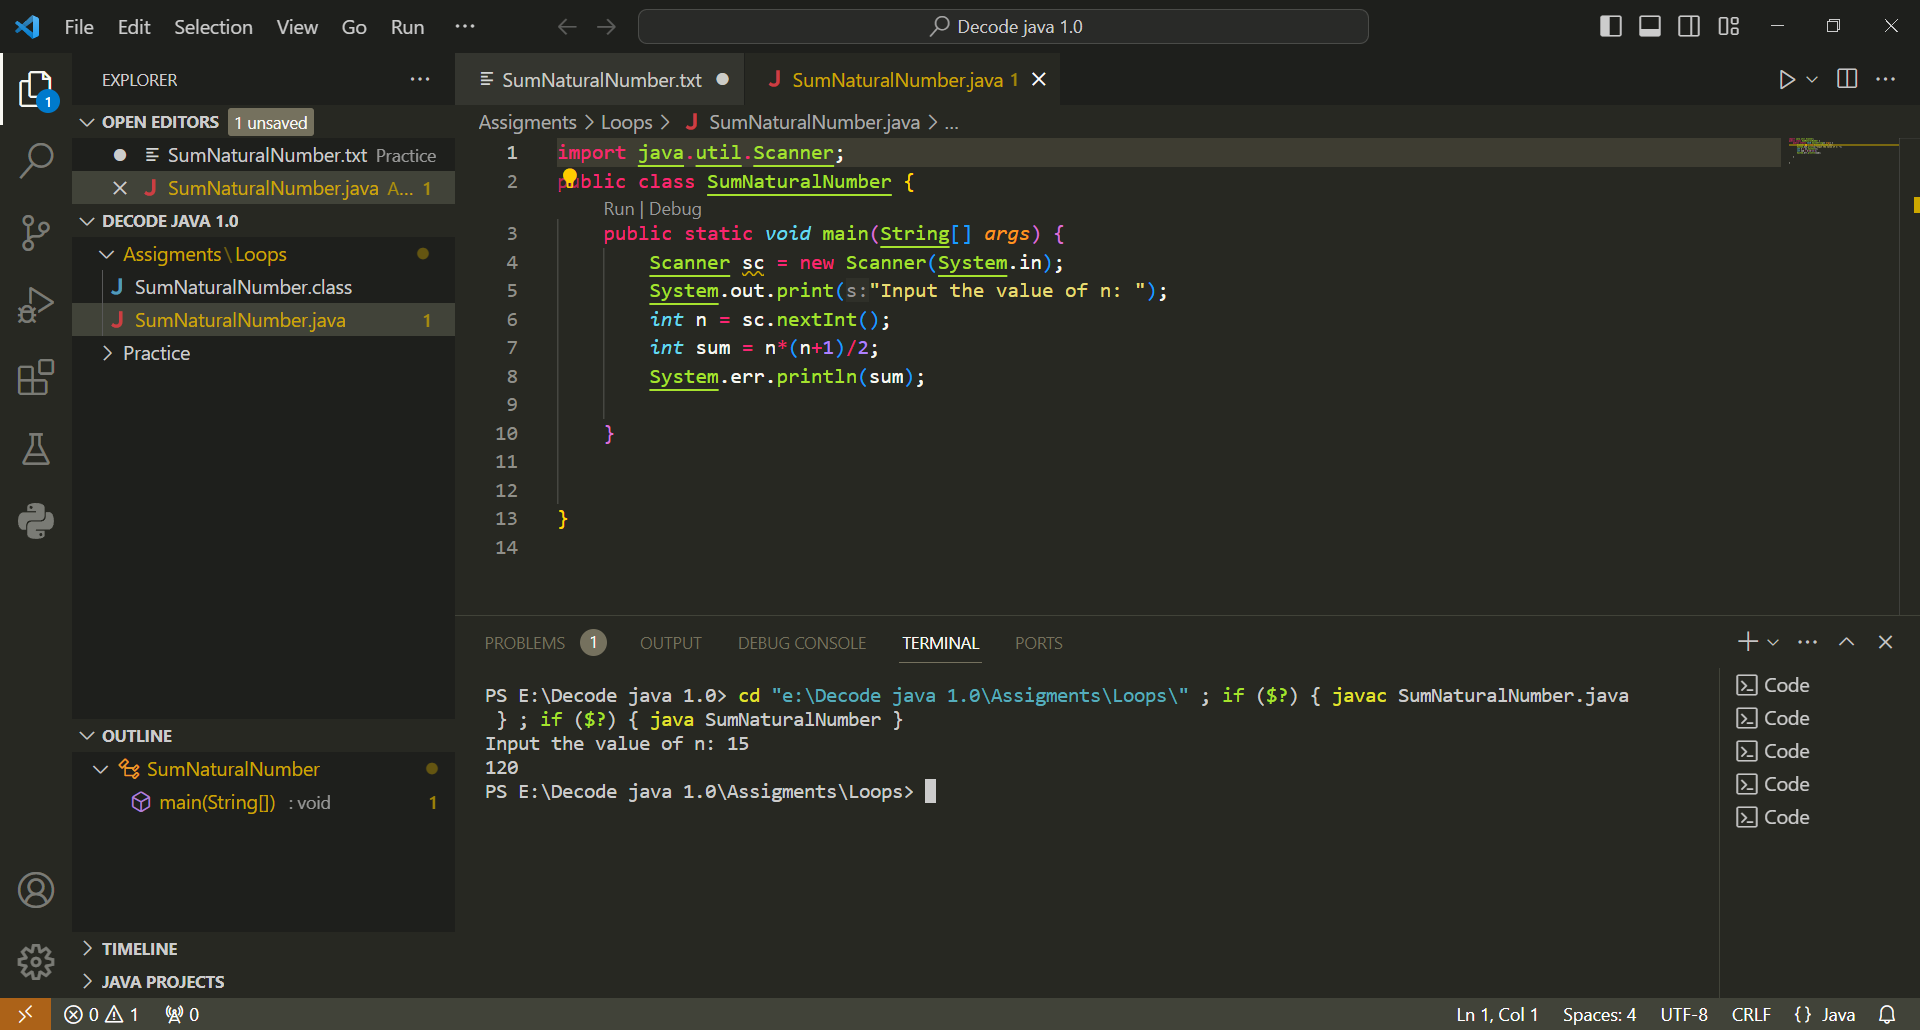 File Edit Selection View Go Run ··· Decode java 1.0
EXPLORER ···
OPEN EDITORS 1 unsaved
SumNaturalNumber.txt Practice
SumNaturalNumber.java A... 1
DECODE JAVA 1.0
Assigments\Loops
SumNaturalNumber.class
SumNaturalNumber.java 1
Practice
OUTLINE
SumNaturalNumber
main(String[]) : void 1
TIMELINE
JAVA PROJECTS
1
SumNaturalNumber.txt
J SumNaturalNumber.java 1
Assigments > Loops > J SumNaturalNumber.java > ...
1 import java.util.Scanner;
2 public class SumNaturalNumber {
Run | Debug
3 public static void main(String[] args) {
4 Scanner sc = new Scanner(System.in);
5 System.out.print(s:"Input the value of n: ");
6 int n = sc.nextInt();
7 int sum = n*(n+1)/2;
8 System.err.println(sum);
9
10 }
11
12
13 }
14
PROBLEMS 1 OUTPUT DEBUG CONSOLE TERMINAL PORTS
PS E:\Decode java 1.0> cd "e:\Decode java 1.0\Assigments\Loops\" ; if ($?) { javac SumNaturalNumber.java
} ; if ($?) { java SumNaturalNumber }
Input the value of n: 15
120
PS E:\Decode java 1.0\Assigments\Loops>
Code
Code
Code
Code
Code
0 1 0
Ln 1, Col 1 Spaces: 4 UTF-8 CRLF {} Java